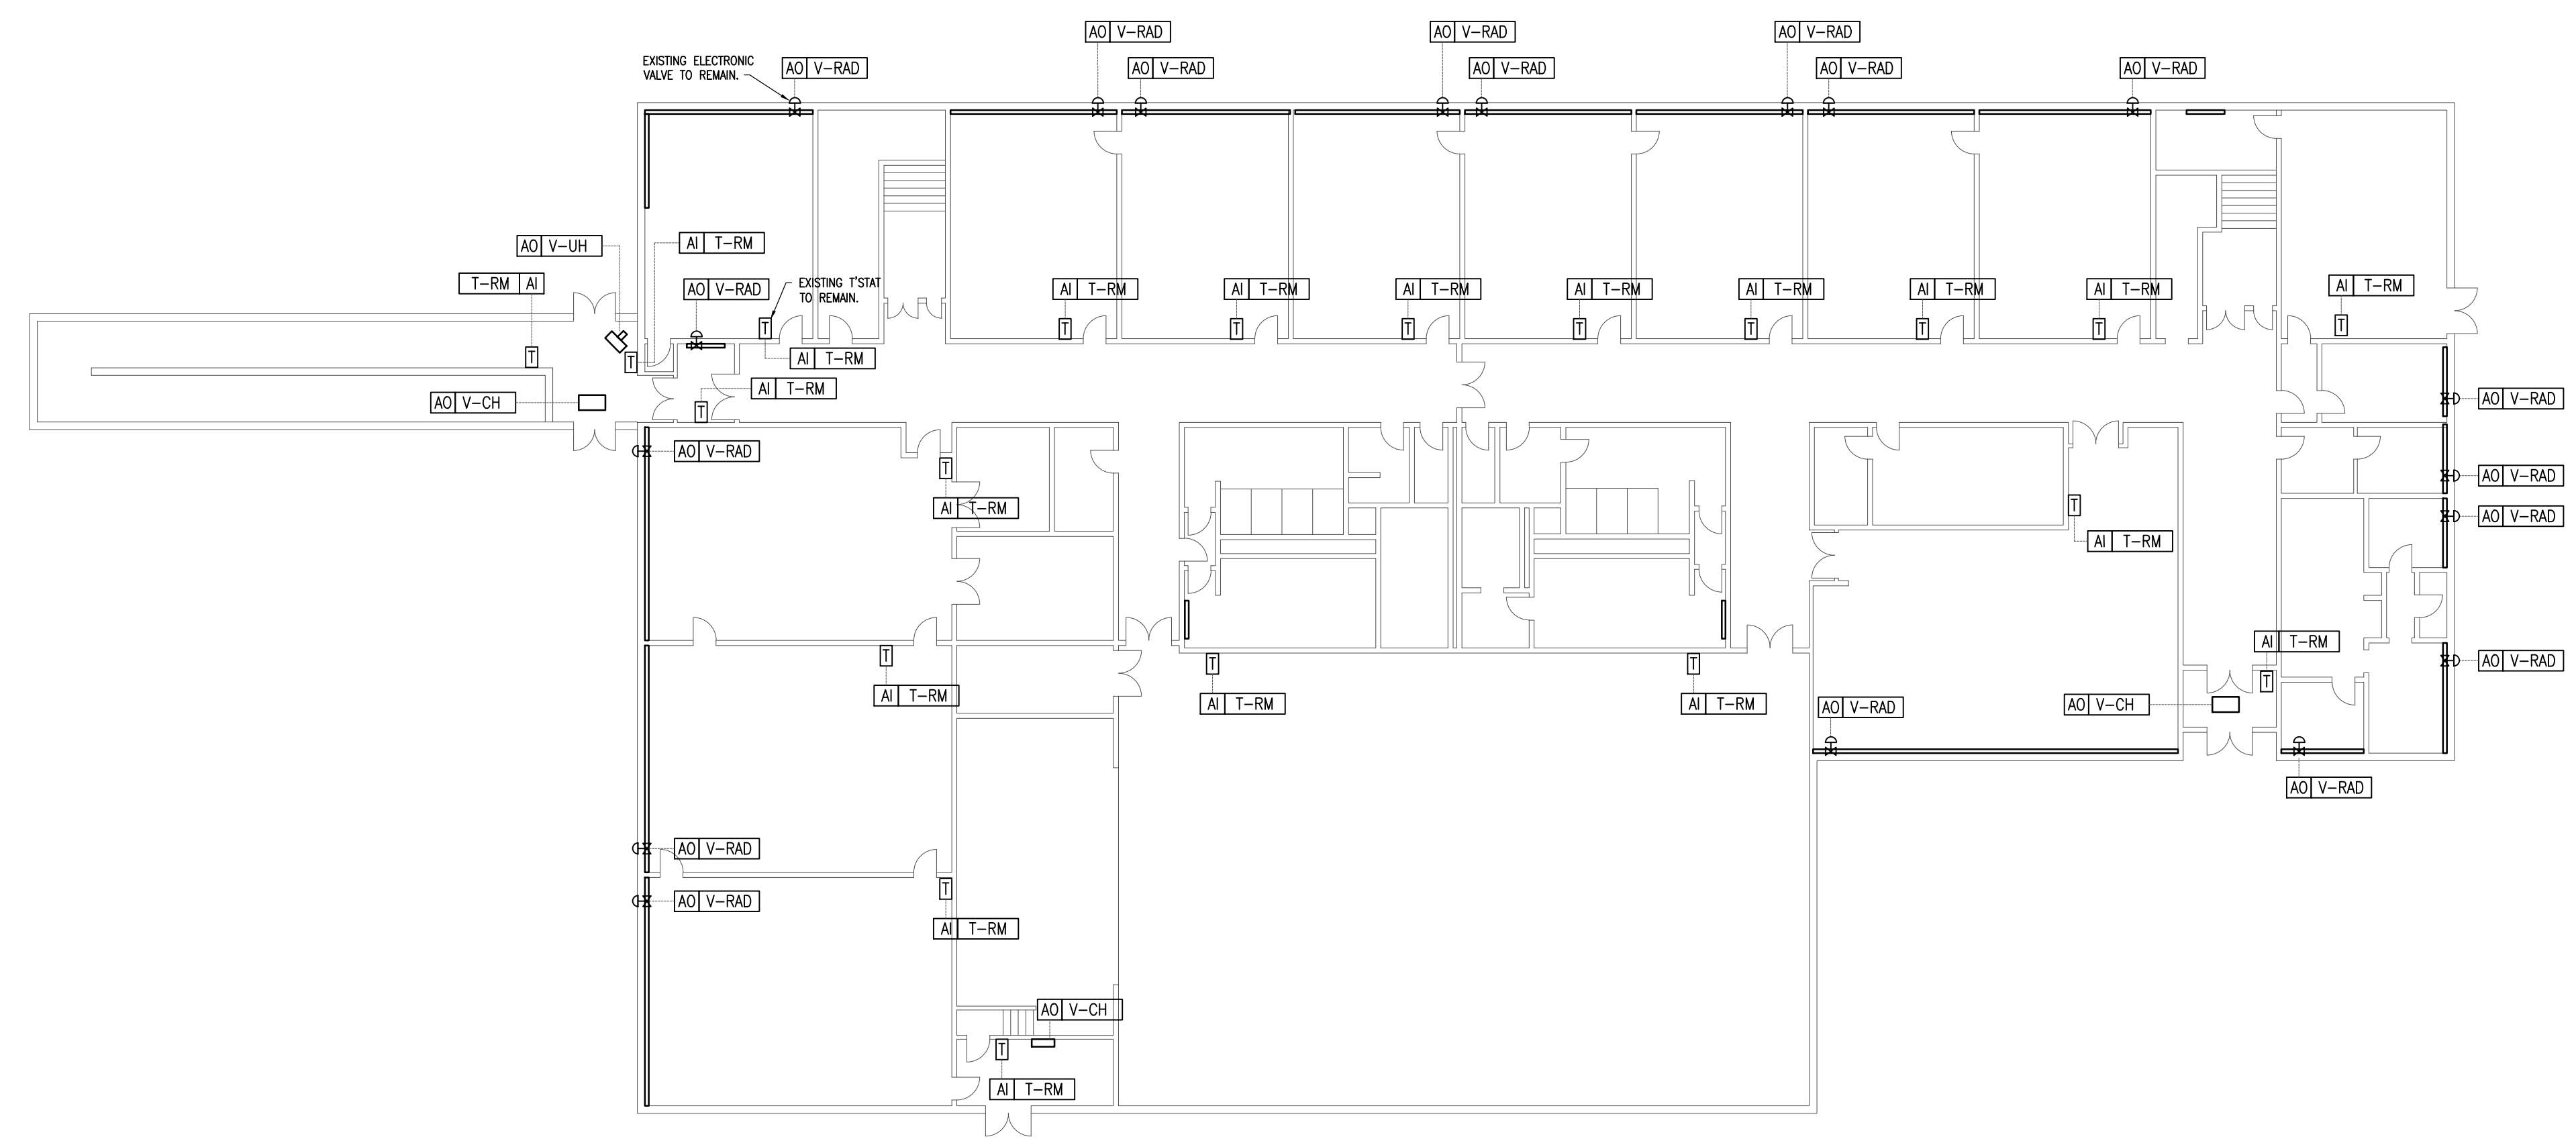 AO V-RAD
AO V-RAD
AO V-RAD
EXISTING ELECTRONIC
VALVE TO REMAIN.
AO V-RAD
AO V-RAD
AO V-RAD
AO V-RAD
AO V-RAD
AO V-UH
AI T-RM
T-RM AI
AO V-RAD
EXISTING T'STAT
TO REMAIN.
AI T-RM
AI T-RM
AI T-RM
AI T-RM
AI T-RM
AI T-RM
AI T-RM
AI T-RM
T
T
T
T
T
T
T
T
T
T
T
AI T-RM
AI T-RM
AO V-CH
T
AO V-RAD
AO V-RAD
T
AI T-RM
AO V-RAD
T
AO V-RAD
AI T-RM
AI T-RM
T
AI T-RM
T
T
T
AO V-RAD
AI T-RM
AI T-RM
AI T-RM
AO V-RAD
AO V-CH
AO V-RAD
AO V-RAD
T
AO V-RAD
AI T-RM
AO V-CH
T
AI T-RM